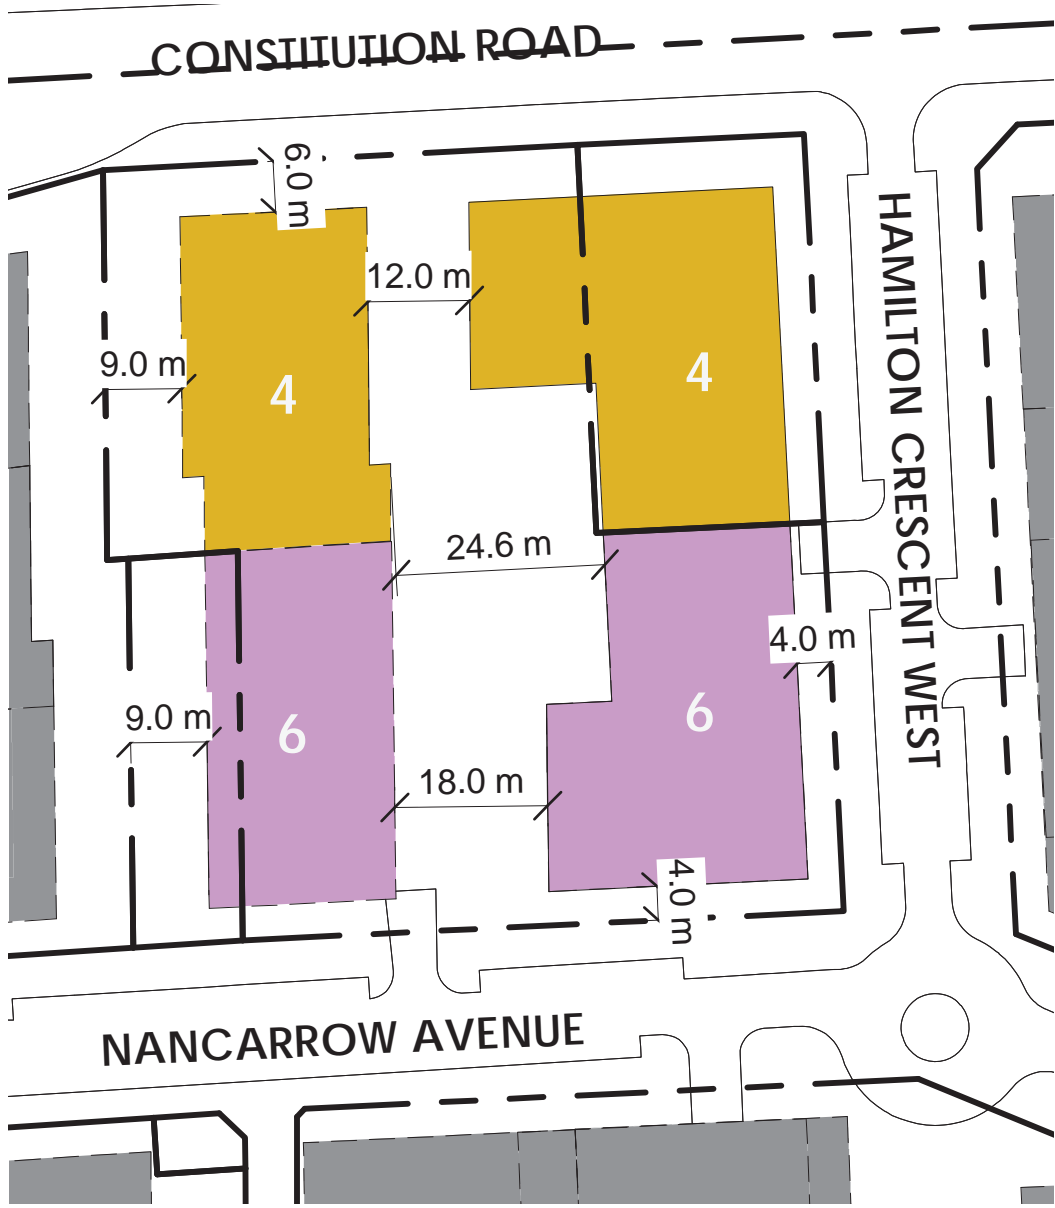 CONSTITUTION ROAD
6.0 m
12.0 m
9.0 m
4
4
HAMILTON CRESCENT WEST
24.6 m
4.0 m
9.0 m
6
6
18.0 m
4.0 m
NANCARROW AVENUE